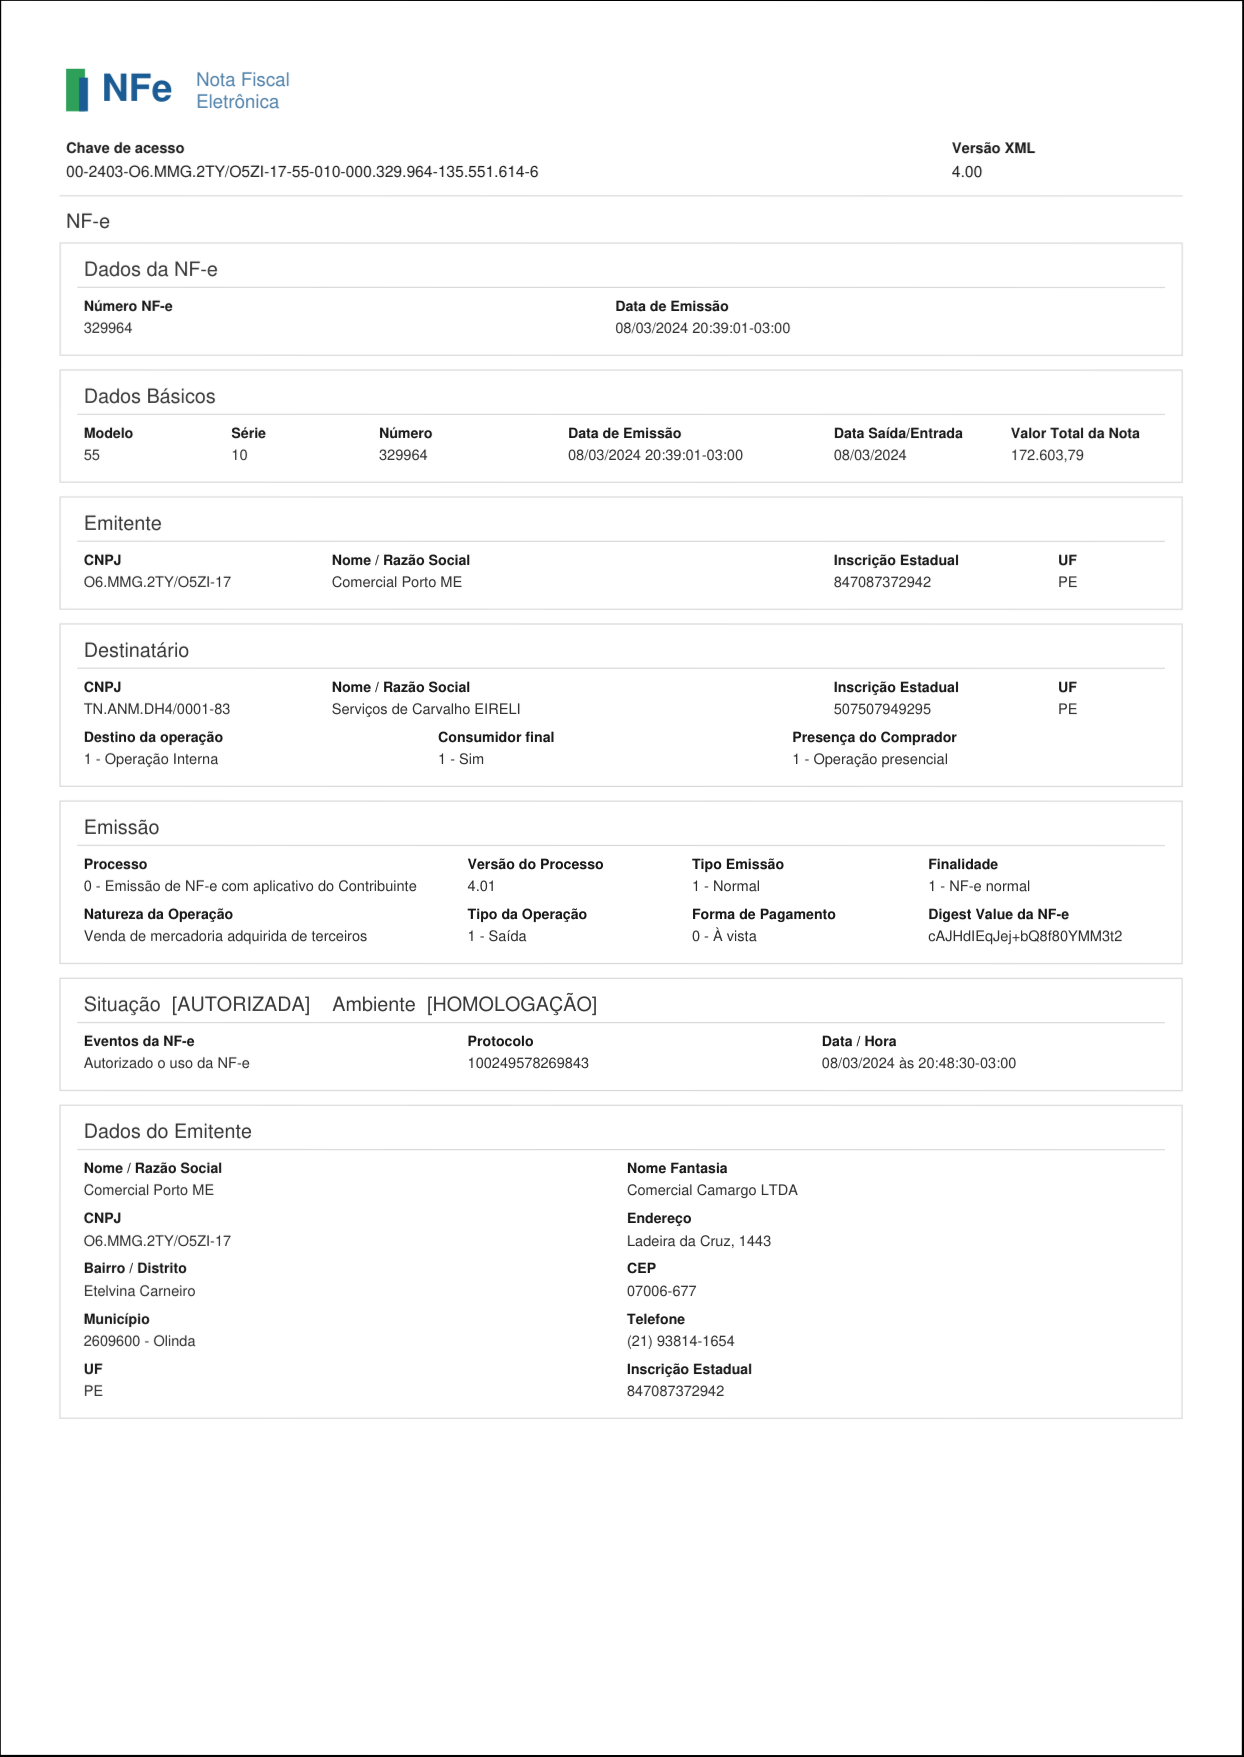 NFe Nota Fiscal
Eletrônica
Chave de acesso Versão XML
00-2403-O6.MMG.2TY/O5ZI-17-55-010-000.329.964-135.551.614-6 4.00
NF-e
Dados da NF-e
Número NF-e Data de Emissão
329964 08/03/2024 20:39:01-03:00
Dados Básicos
Modelo Série Número Data de Emissão Data Saída/Entrada Valor Total da Nota
55 10 329964 08/03/2024 20:39:01-03:00 08/03/2024 172.603,79
Emitente
CNPJ Nome / Razão Social Inscrição Estadual UF
O6.MMG.2TY/O5ZI-17 Comercial Porto ME 847087372942 PE
Destinatário
CNPJ Nome / Razão Social Inscrição Estadual UF
TN.ANM.DH4/0001-83 Serviços de Carvalho EIRELI 507507949295 PE
Destino da operação Consumidor final Presença do Comprador
1 - Operação Interna 1 - Sim 1 - Operação presencial
Emissão
Processo Versão do Processo Tipo Emissão Finalidade
0 - Emissão de NF-e com aplicativo do Contribuinte 4.01 1 - Normal 1 - NF-e normal
Natureza da Operação Tipo da Operação Forma de Pagamento Digest Value da NF-e
Venda de mercadoria adquirida de terceiros 1 - Saída 0 - À vista cAJHdIEqJej+bQ8f80YMM3t2
Situação [AUTORIZADA] Ambiente [HOMOLOGAÇÃO]
Eventos da NF-e Protocolo Data / Hora
Autorizado o uso da NF-e 100249578269843 08/03/2024 às 20:48:30-03:00
Dados do Emitente
Nome / Razão Social Nome Fantasia
Comercial Porto ME Comercial Camargo LTDA
CNPJ Endereço
O6.MMG.2TY/O5ZI-17 Ladeira da Cruz, 1443
Bairro / Distrito CEP
Etelvina Carneiro 07006-677
Município Telefone
2609600 - Olinda (21) 93814-1654
UF Inscrição Estadual
PE 847087372942